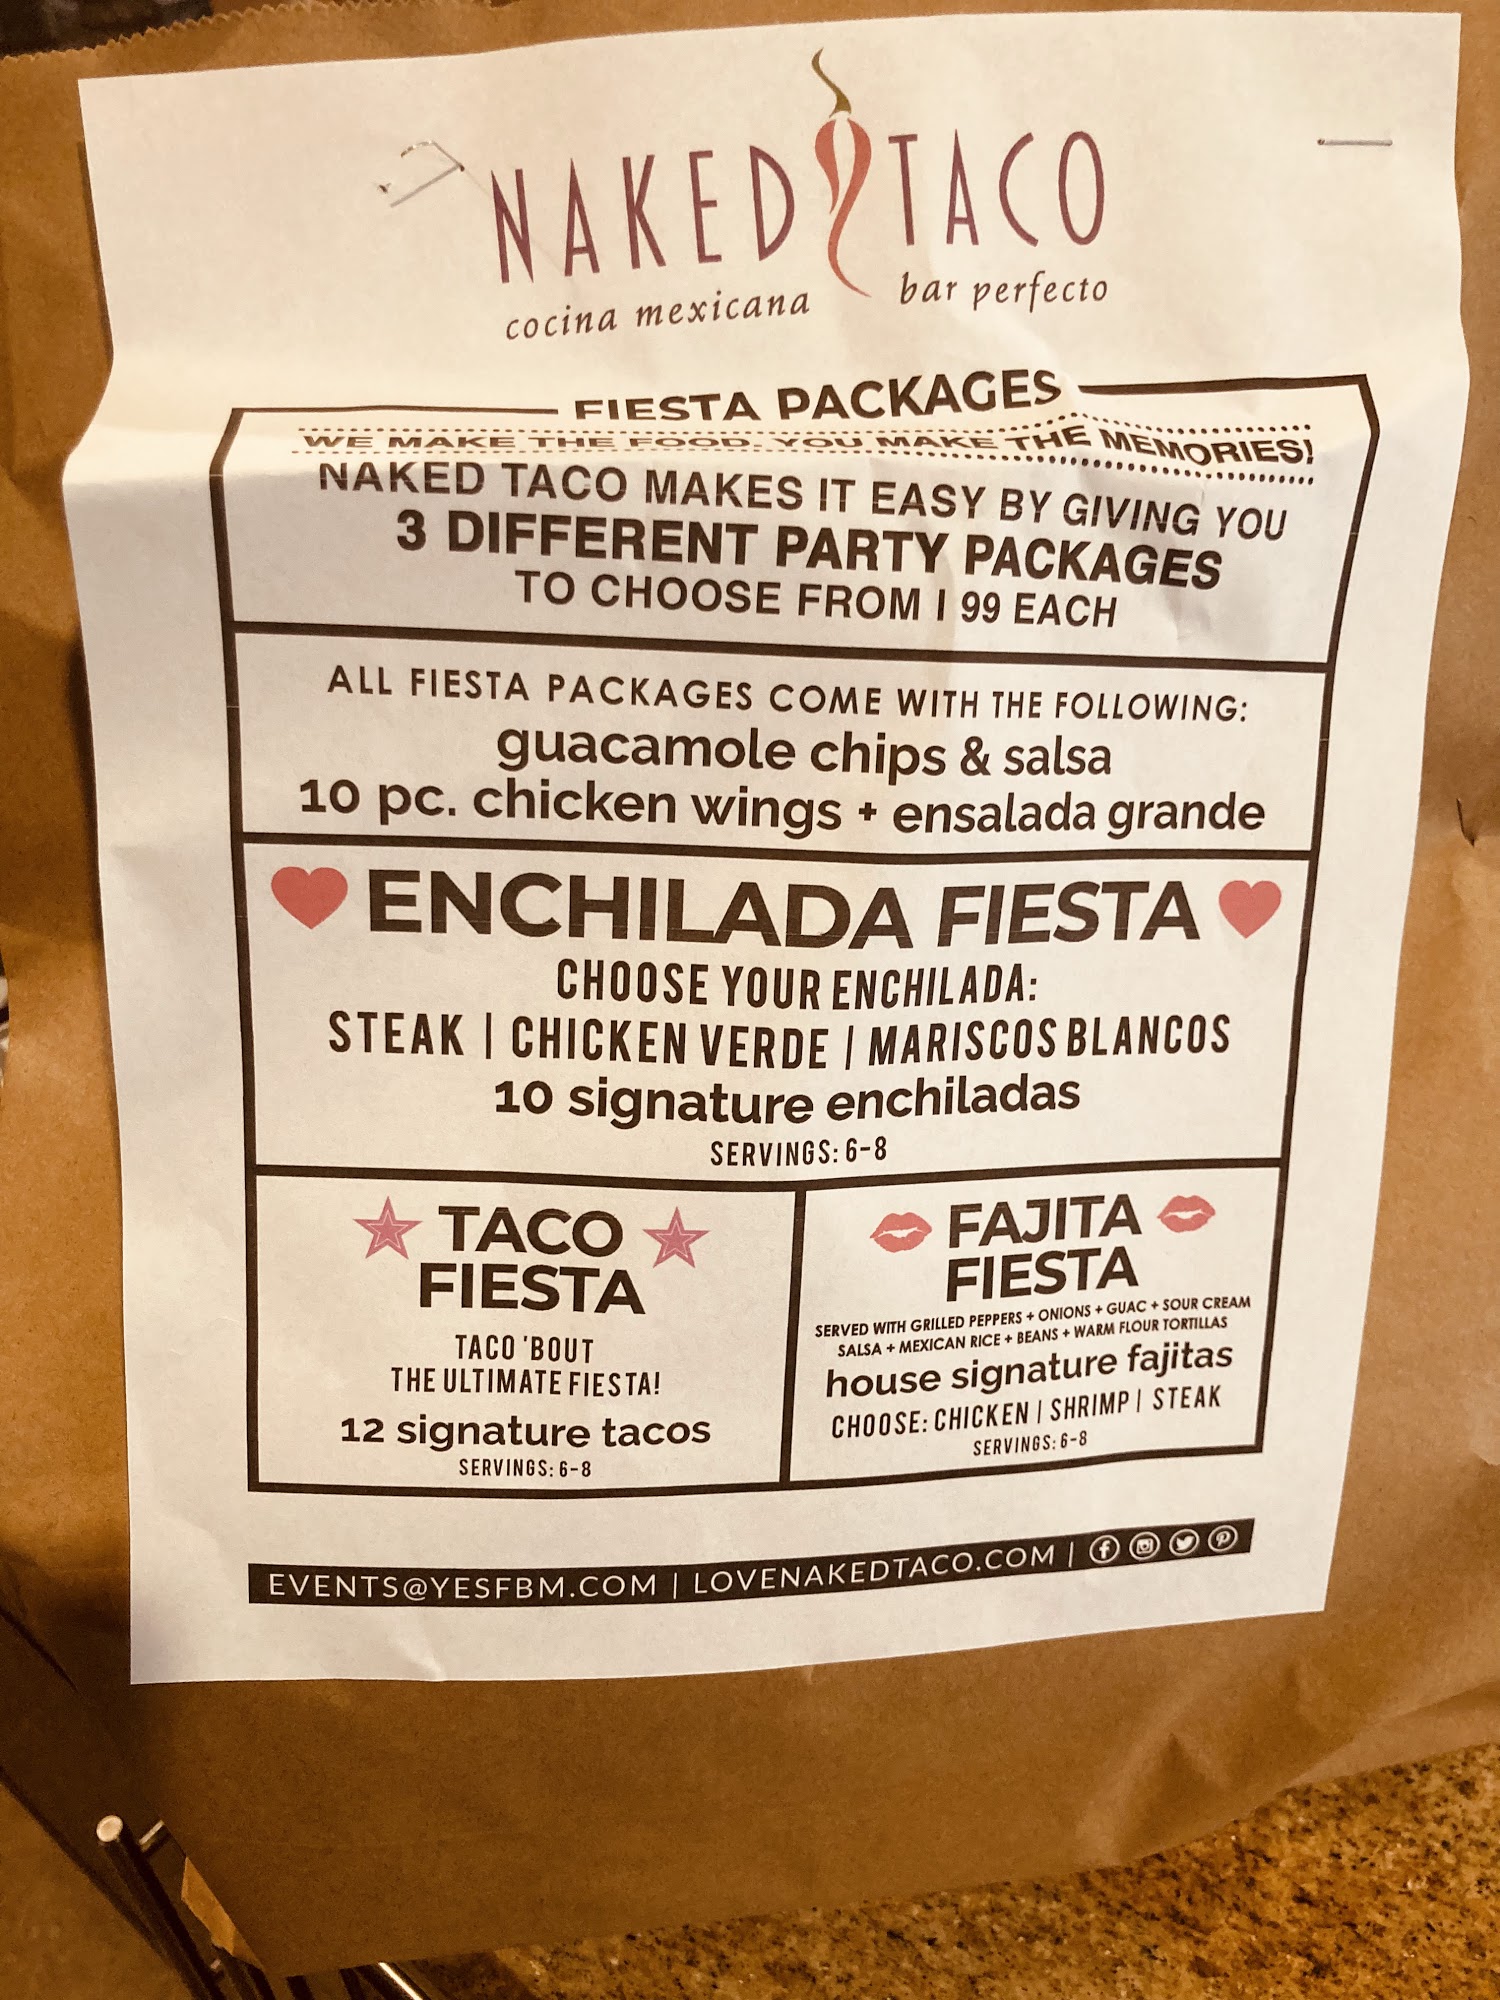 NAKED TACO
cocina mexicana bar perfecto
FIESTA PACKAGES
WE MAKE THE FOOD. YOU MAKE THE MEMORIES!
NAKED TACO MAKES IT EASY BY GIVING YOU
3 DIFFERENT PARTY PACKAGES
TO CHOOSE FROM | 99 EACH
ALL FIESTA PACKAGES COME WITH THE FOLLOWING:
guacamole chips & salsa
10 pc. chicken wings + ensalada grande
ENCHILADA FIESTA
CHOOSE YOUR ENCHILADA:
STEAK | CHICKEN VERDE | MARISCOS BLANCOS
10 signature enchiladas
SERVINGS: 6-8
TACO
FIESTA
TACO 'BOUT
THE ULTIMATE FIESTA!
12 signature tacos
SERVINGS: 6-8
FAJITA
FIESTA
SERVED WITH GRILLED PEPPERS + ONIONS + GUAC + SOUR CREAM
SALSA + MEXICAN RICE + BEANS + WARM FLOUR TORTILLAS
house signature fajitas
CHOOSE: CHICKEN | SHRIMP | STEAK
SERVINGS: 6-8
EVENTS@YESFBM.COM | LOVENAKEDTACO.COM |